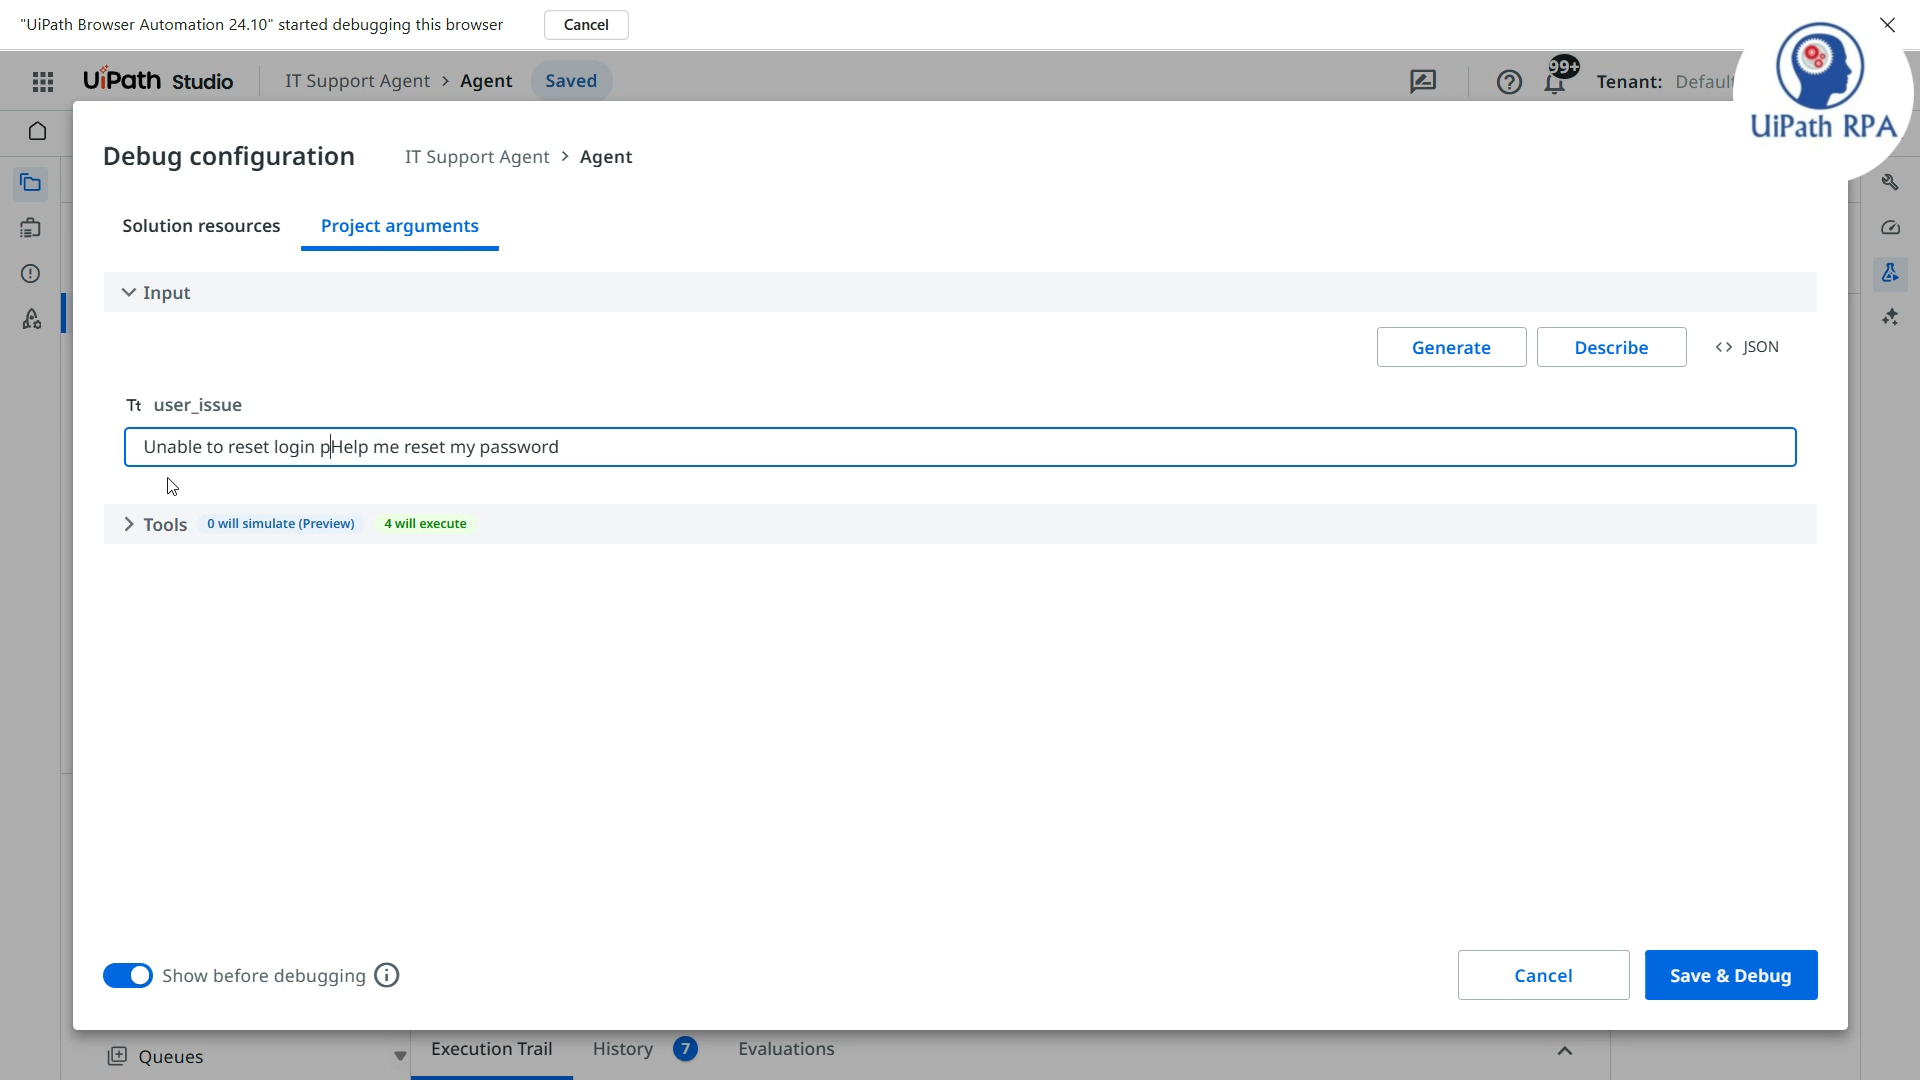 "UiPath Browser Automation 24.10" started debugging this browser
Cancel
UiPath Studio
IT Support Agent > Agent
Saved
99+
Tenant: Default
UiPath RPA
Debug configuration
IT Support Agent > Agent
Solution resources
Project arguments
Input
Generate
Describe
<> JSON
Tt user_issue
Unable to reset login pHelp me reset my password
Tools
0 will simulate (Preview)
4 will execute
Show before debugging
Cancel
Save & Debug
Queues
Execution Trail
History 7
Evaluations